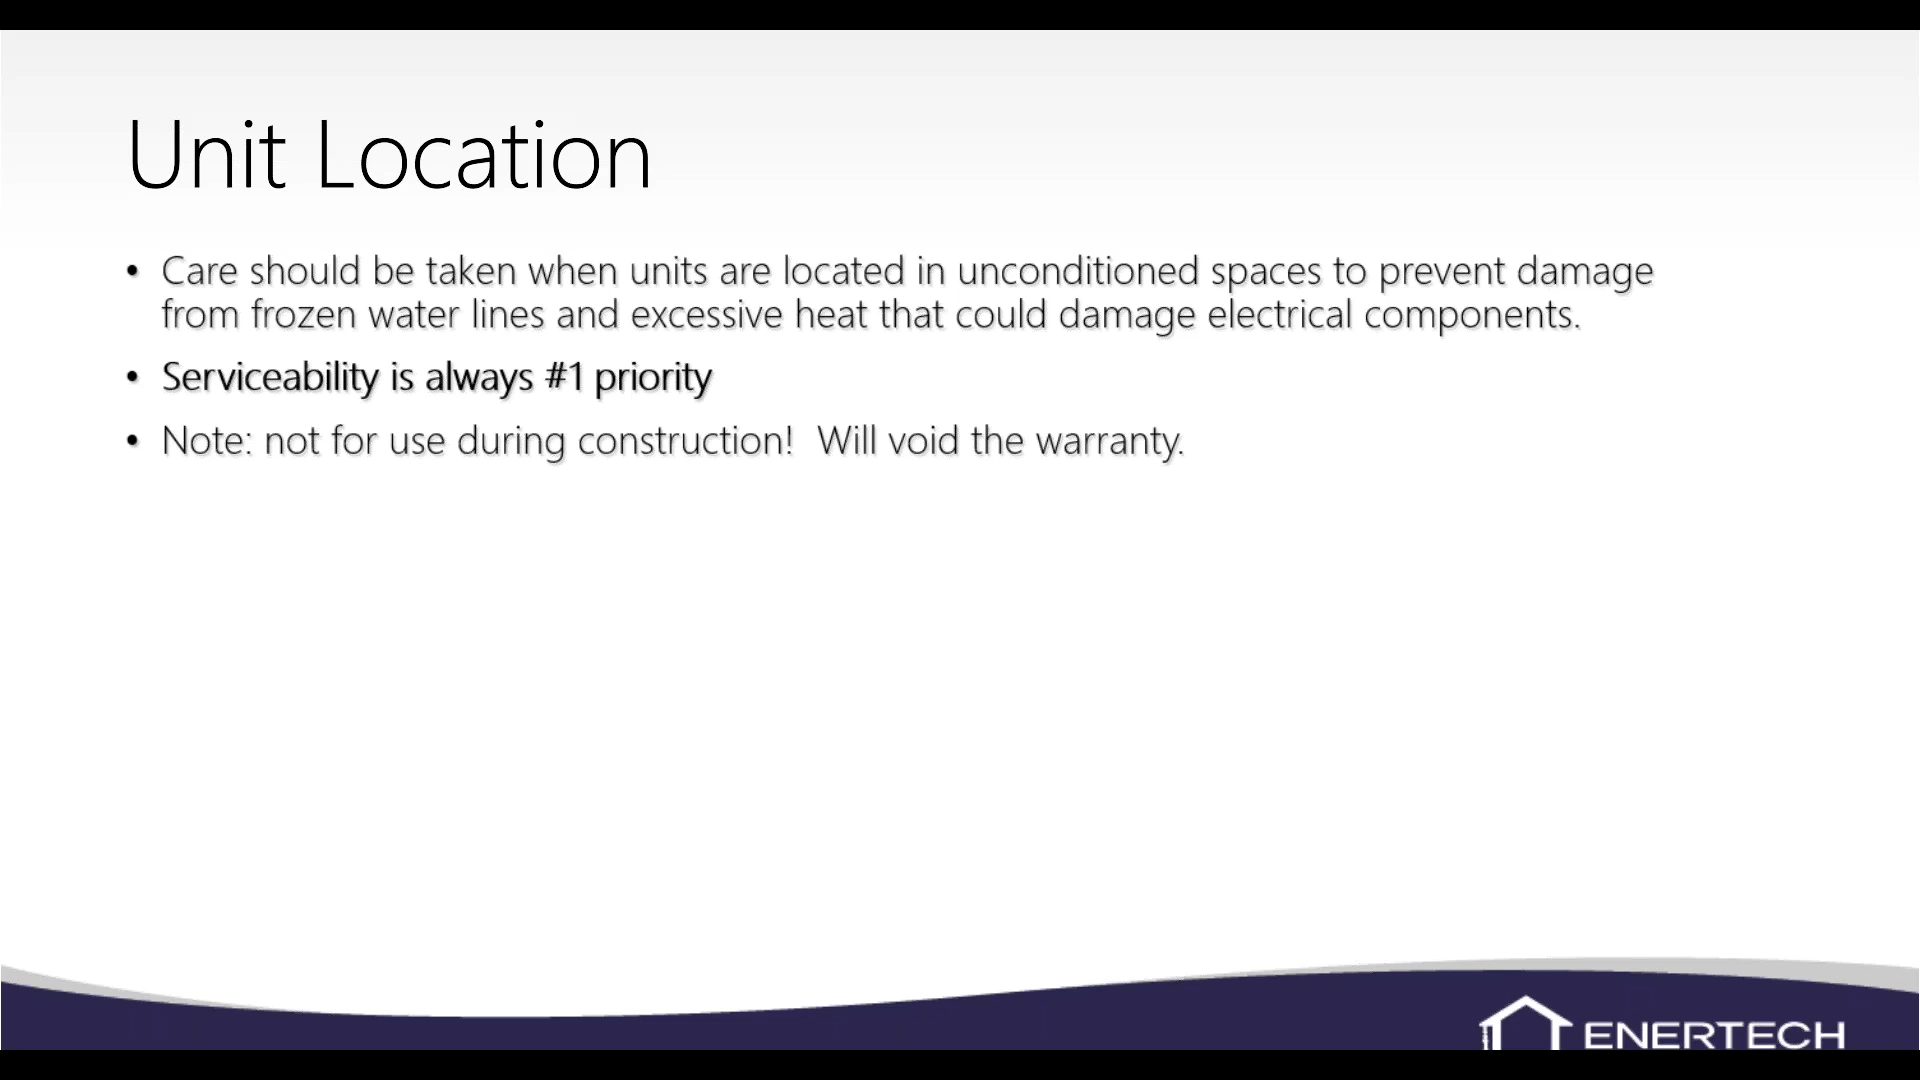 Unit Location
• Care should be taken when units are located in unconditioned spaces to prevent damage
from frozen water lines and excessive heat that could damage electrical components.
• Serviceability is always #1 priority
• Note: not for use during construction!  Will void the warranty.
ENERTECH